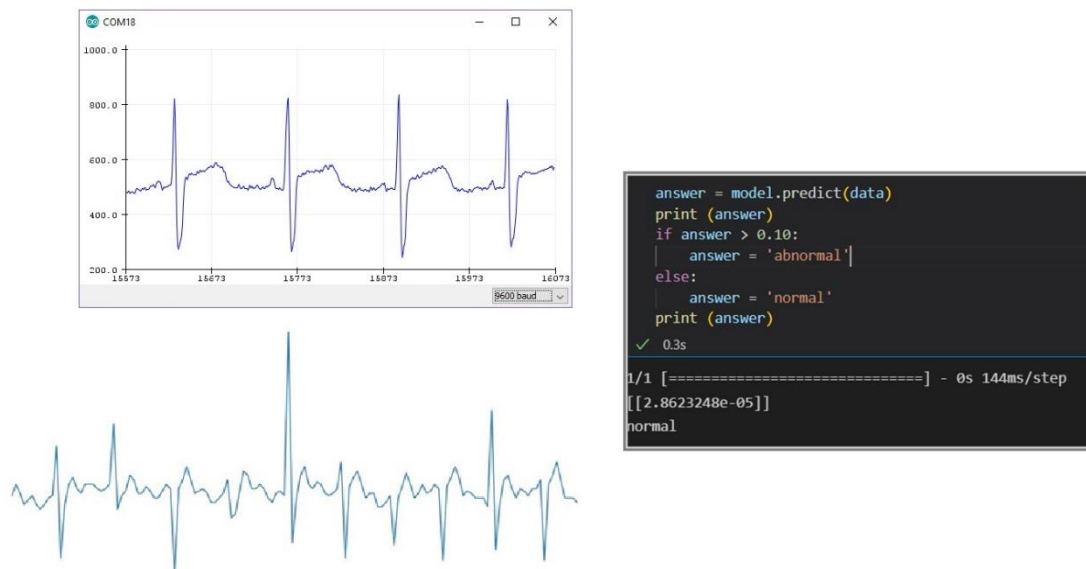 COM18
1000.0
800.0
600.0
400.0
200.0
15573 15673 15773 15873 15973 16073
9600 baud
answer = model.predict(data)
print (answer)
if answer > 0.10:
answer = 'abnormal'
else:
answer = 'normal'
print (answer)
0.3s
1/1 [==============================] - 0s 144ms/step
[[2.8623248e-05]]
normal